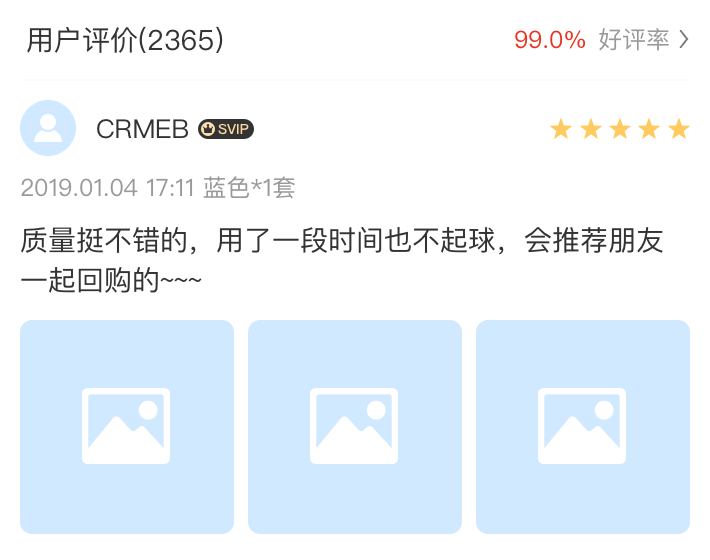 用户评价(2365)
99.0% 好评率
CRMEB SVIP
2019.01.04 17:11 蓝色*1套
质量挺不错的，用了一段时间也不起球，会推荐朋友
一起回购的~~~